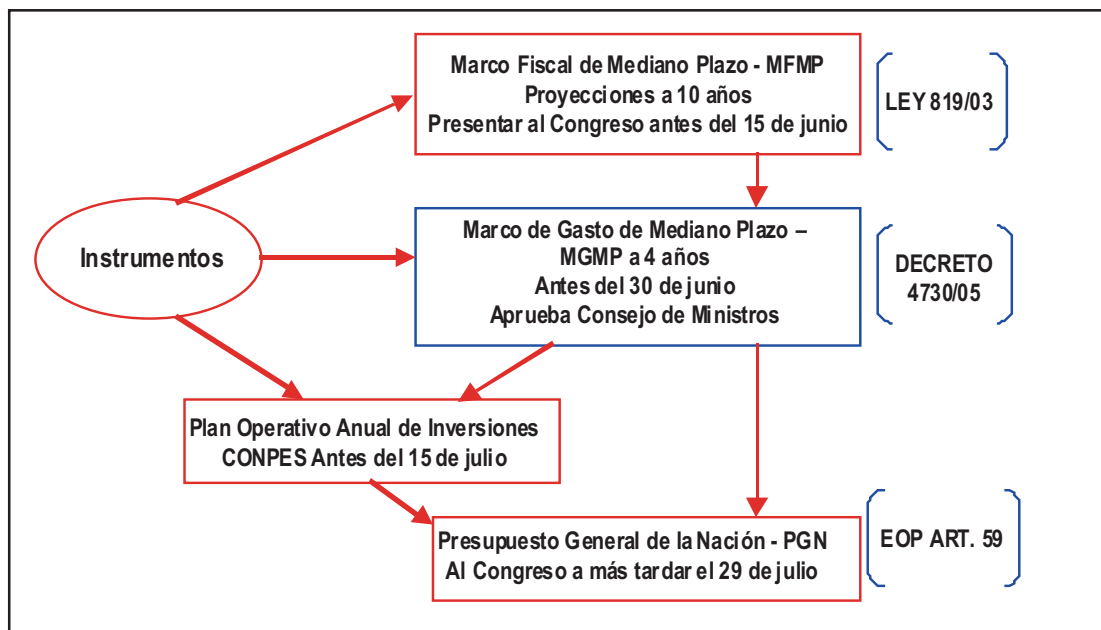 Marco Fiscal de Mediano Plazo - MFMP
Proyecciones a 10 años
Presentar al Congreso antes del 15 de junio
LEY 819/03
Instrumentos
Marco de Gasto de Mediano Plazo –
MGMP a 4 años
Antes del 30 de junio
Aprueba Consejo de Ministros
DECRETO
4730/05
Plan Operativo Anual de Inversiones
CONPES Antes del 15 de julio
Presupuesto General de la Nación - PGN
Al Congreso a más tardar el 29 de julio
EOP ART. 59